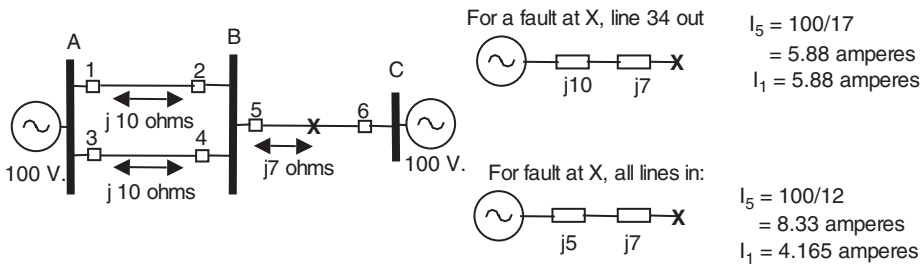 A
B
C
1
2
3
4
5
6
j 10 ohms
j 10 ohms
j7 ohms
X
100 V.
100 V.
For a fault at X, line 34 out
j10
j7
X
I5 = 100/17
= 5.88 amperes
I1 = 5.88 amperes
For fault at X, all lines in:
j5
j7
X
I5 = 100/12
= 8.33 amperes
I1 = 4.165 amperes